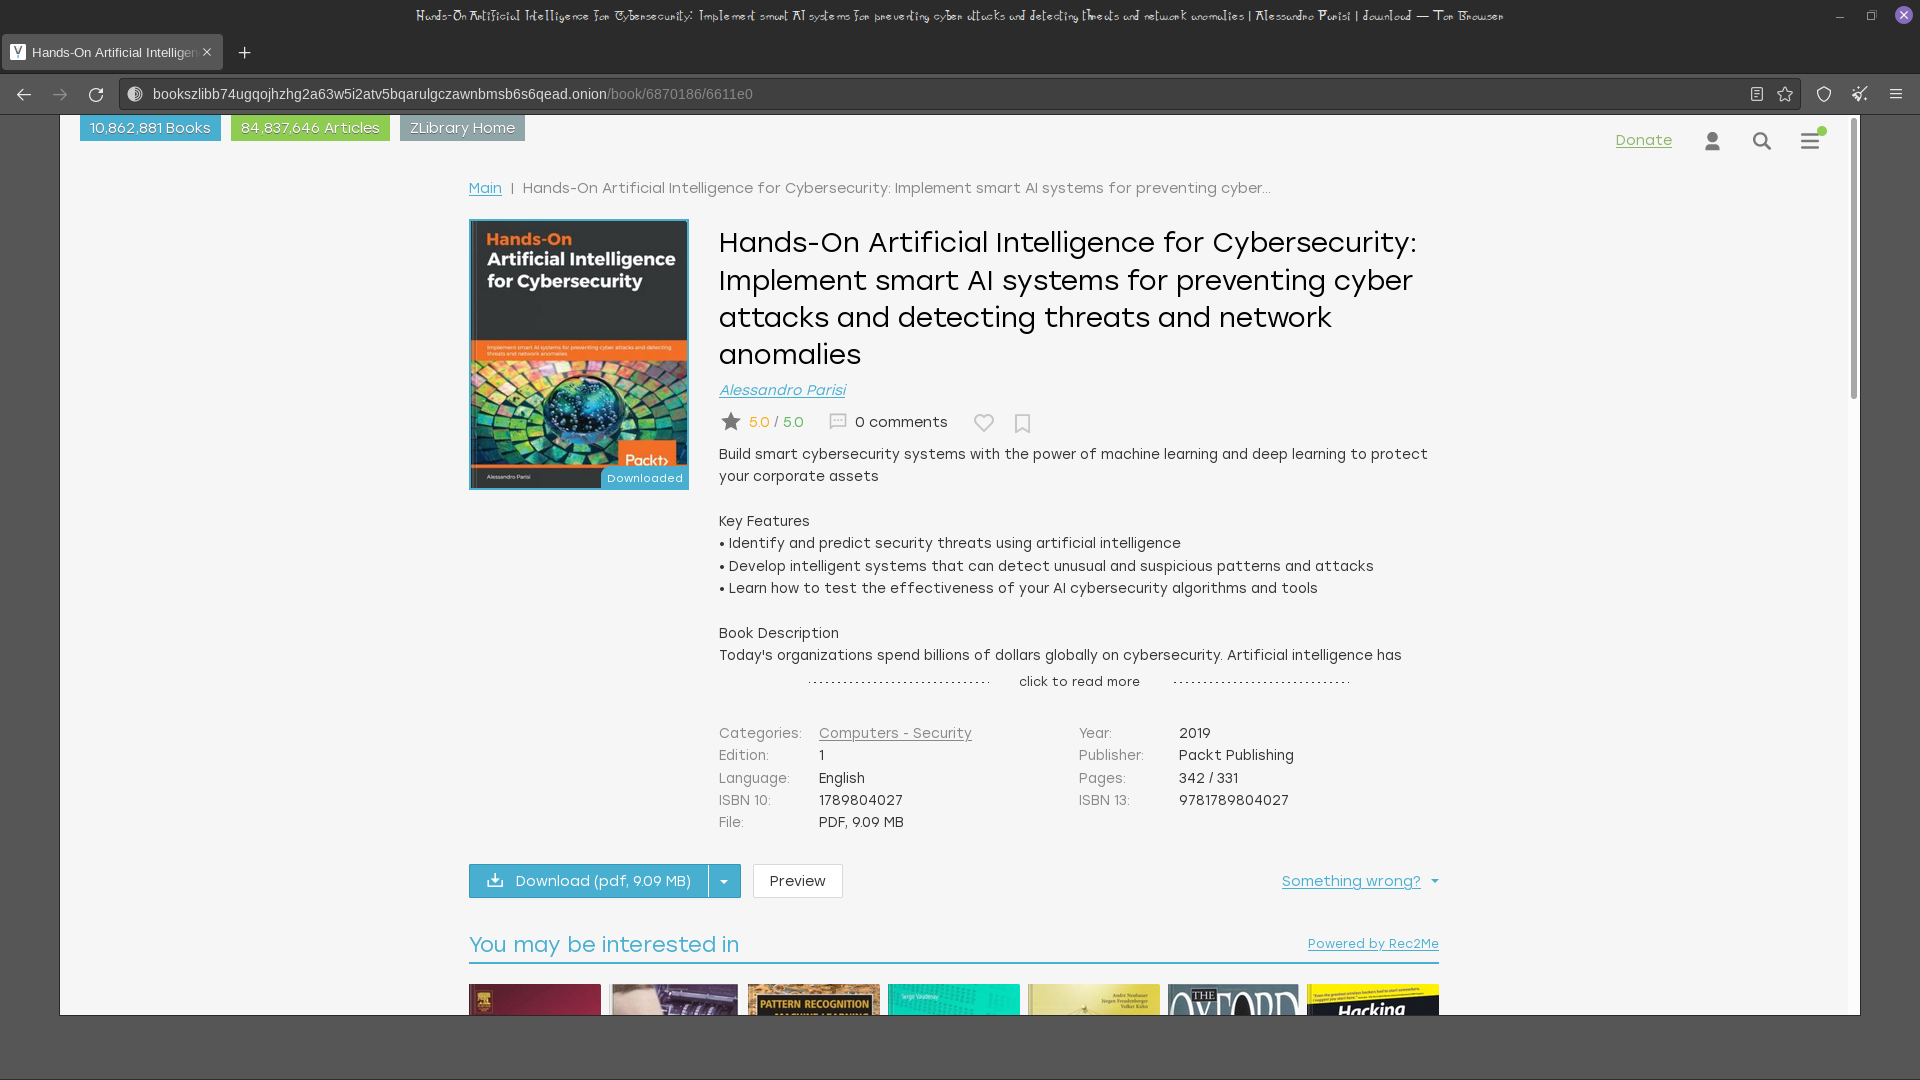 Hands-On Artificial Intelligence for Cybersecurity: Implement smart AI systems for preventing cyber attacks and detecting threats and network anomalies | Alessandro Parisi | download — Tor Browser
Hands-On Artificial Intelligen
bookszlibb74ugqojhzhg2a63w5i2atv5bqarulgczawnbmsb6s6qead.onion/book/6870186/6611e0
10,862,881 Books
84,837,646 Articles
ZLibrary Home
Donate
Main | Hands-On Artificial Intelligence for Cybersecurity: Implement smart AI systems for preventing cyber...
Hands-On
Artificial Intelligence
for Cybersecurity
Implement smart AI systems for preventing cyber attacks and detecting
threats and network anomalies
Packt>
Alessandro Parisi
Downloaded
Hands-On Artificial Intelligence for Cybersecurity:
Implement smart AI systems for preventing cyber
attacks and detecting threats and network
anomalies
Alessandro Parisi
5.0 / 5.0
0 comments
Build smart cybersecurity systems with the power of machine learning and deep learning to protect
your corporate assets
Key Features
• Identify and predict security threats using artificial intelligence
• Develop intelligent systems that can detect unusual and suspicious patterns and attacks
• Learn how to test the effectiveness of your AI cybersecurity algorithms and tools
Book Description
Today's organizations spend billions of dollars globally on cybersecurity. Artificial intelligence has
click to read more
Categories: Computers - Security
Year: 2019
Edition: 1
Publisher: Packt Publishing
Language: English
Pages: 342 / 331
ISBN 10: 1789804027
ISBN 13: 9781789804027
File: PDF, 9.09 MB
Download (pdf, 9.09 MB)
Preview
Something wrong?
You may be interested in
Powered by Rec2Me
PATTERN RECOGNITION
MACHINE LEARNING
Serge Vaudenay
André Neubauer
Jürgen Freudenberger
Volker Kühn
THE
OXFORD
Hacking